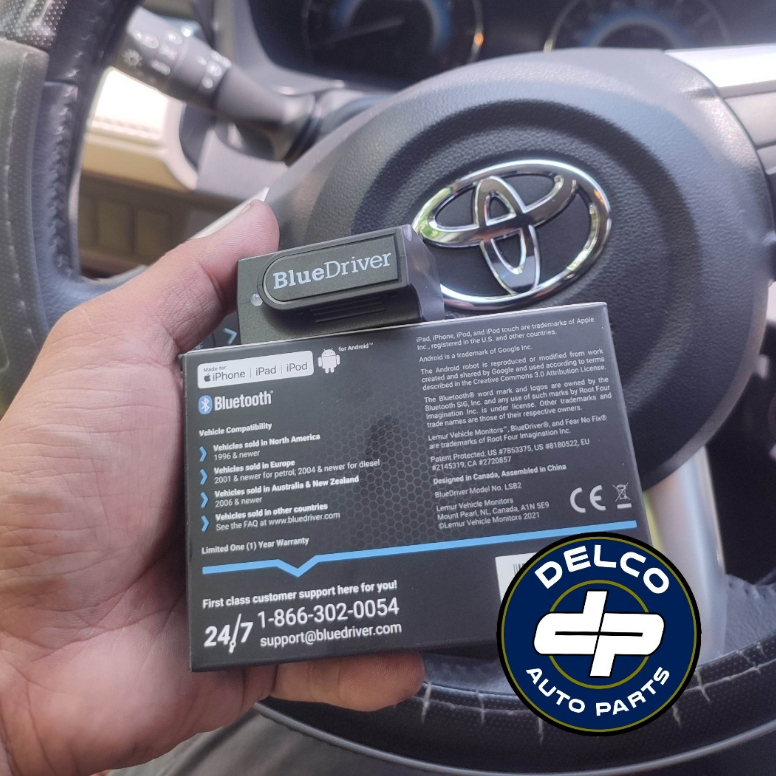 BlueDriver
Made for
iPhone | iPad | iPod
for Android™
Bluetooth®
Vehicle Compatibility
Vehicles sold in North America
1996 & newer
Vehicles sold in Europe
2001 & newer for petrol; 2004 & newer for diesel
Vehicles sold in Australia & New Zealand
2006 & newer
Vehicles sold in other countries
See the FAQ at www.bluedriver.com
Limited One (1) Year Warranty
First class customer support here for you!
24/7
1-866-302-0054
support@bluedriver.com
iPad, iPhone, iPod, and iPod touch are trademarks of Apple
Inc., registered in the U.S. and other countries.
Android is a trademark of Google Inc.
The Android robot is reproduced or modified from work
created and shared by Google and used according to terms
described in the Creative Commons 3.0 Attribution License.
The Bluetooth® word mark and logos are owned by the
Bluetooth SIG, Inc. and any use of such marks by Root Four
Imagination Inc. is under license. Other trademarks and
trade names are those of their respective owners.
Lemur Vehicle Monitors™, BlueDriver®, and Fear No Fix®
are trademarks of Root Four Imagination Inc.
Patent Protected. US #7853375, US #8180522, EU
#2145319, CA #2720857
Designed in Canada, Assembled in China
BlueDriver Model No. LSB2
Lemur Vehicle Monitors
Mount Pearl, NL, Canada, A1N 5E9
©Lemur Vehicle Monitors 2021
CE
DELCO
dp
AUTO PARTS